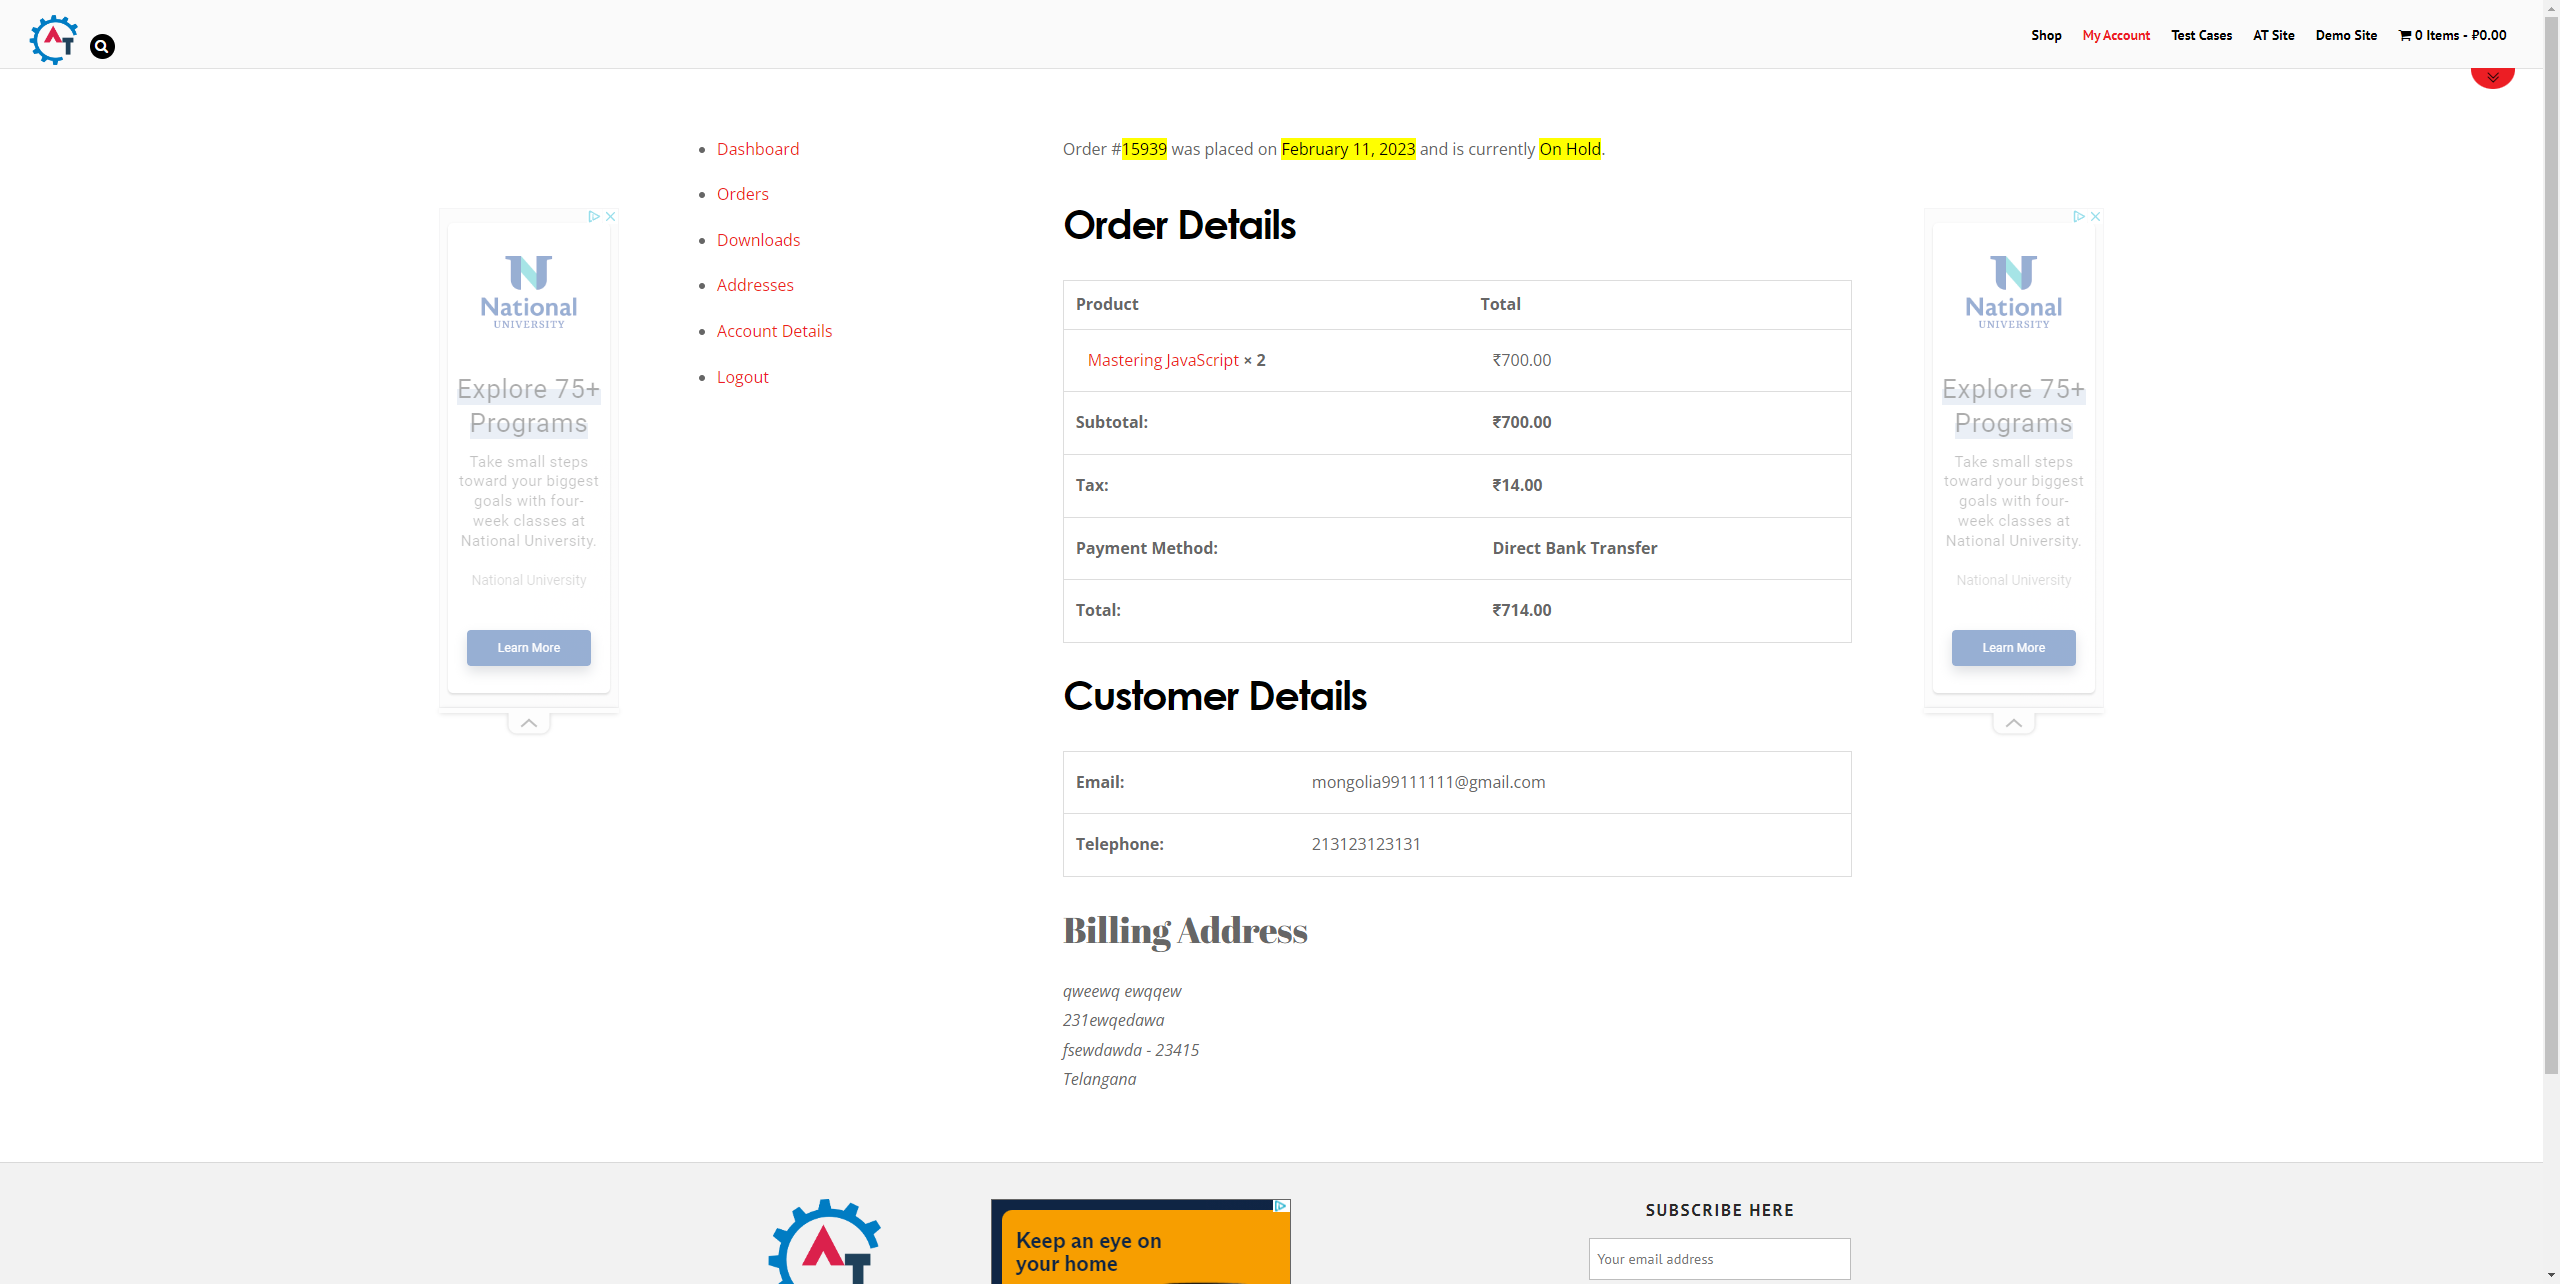 AT
Shop
My Account
Test Cases
AT Site
Demo Site
0 Items - ₽0.00
Dashboard
Orders
Downloads
Addresses
Account Details
Logout
Order #15939 was placed on February 11, 2023 and is currently On Hold.
Order Details
Product Total
Mastering JavaScript × 2 ₹700.00
Subtotal: ₹700.00
Tax: ₹14.00
Payment Method: Direct Bank Transfer
Total: ₹714.00
Customer Details
Email: mongolia99111111@gmail.com
Telephone: 213123123131
Billing Address
qweewq ewqqew
231ewqedawa
fsewdawda - 23415
Telangana
National
UNIVERSITY
Explore 75+
Programs
Take small steps
toward your biggest
goals with four-
week classes at
National University.
National University
Learn More
National
UNIVERSITY
Explore 75+
Programs
Take small steps
toward your biggest
goals with four-
week classes at
National University.
National University
Learn More
AT
Keep an eye on
your home
SUBSCRIBE HERE
Your email address